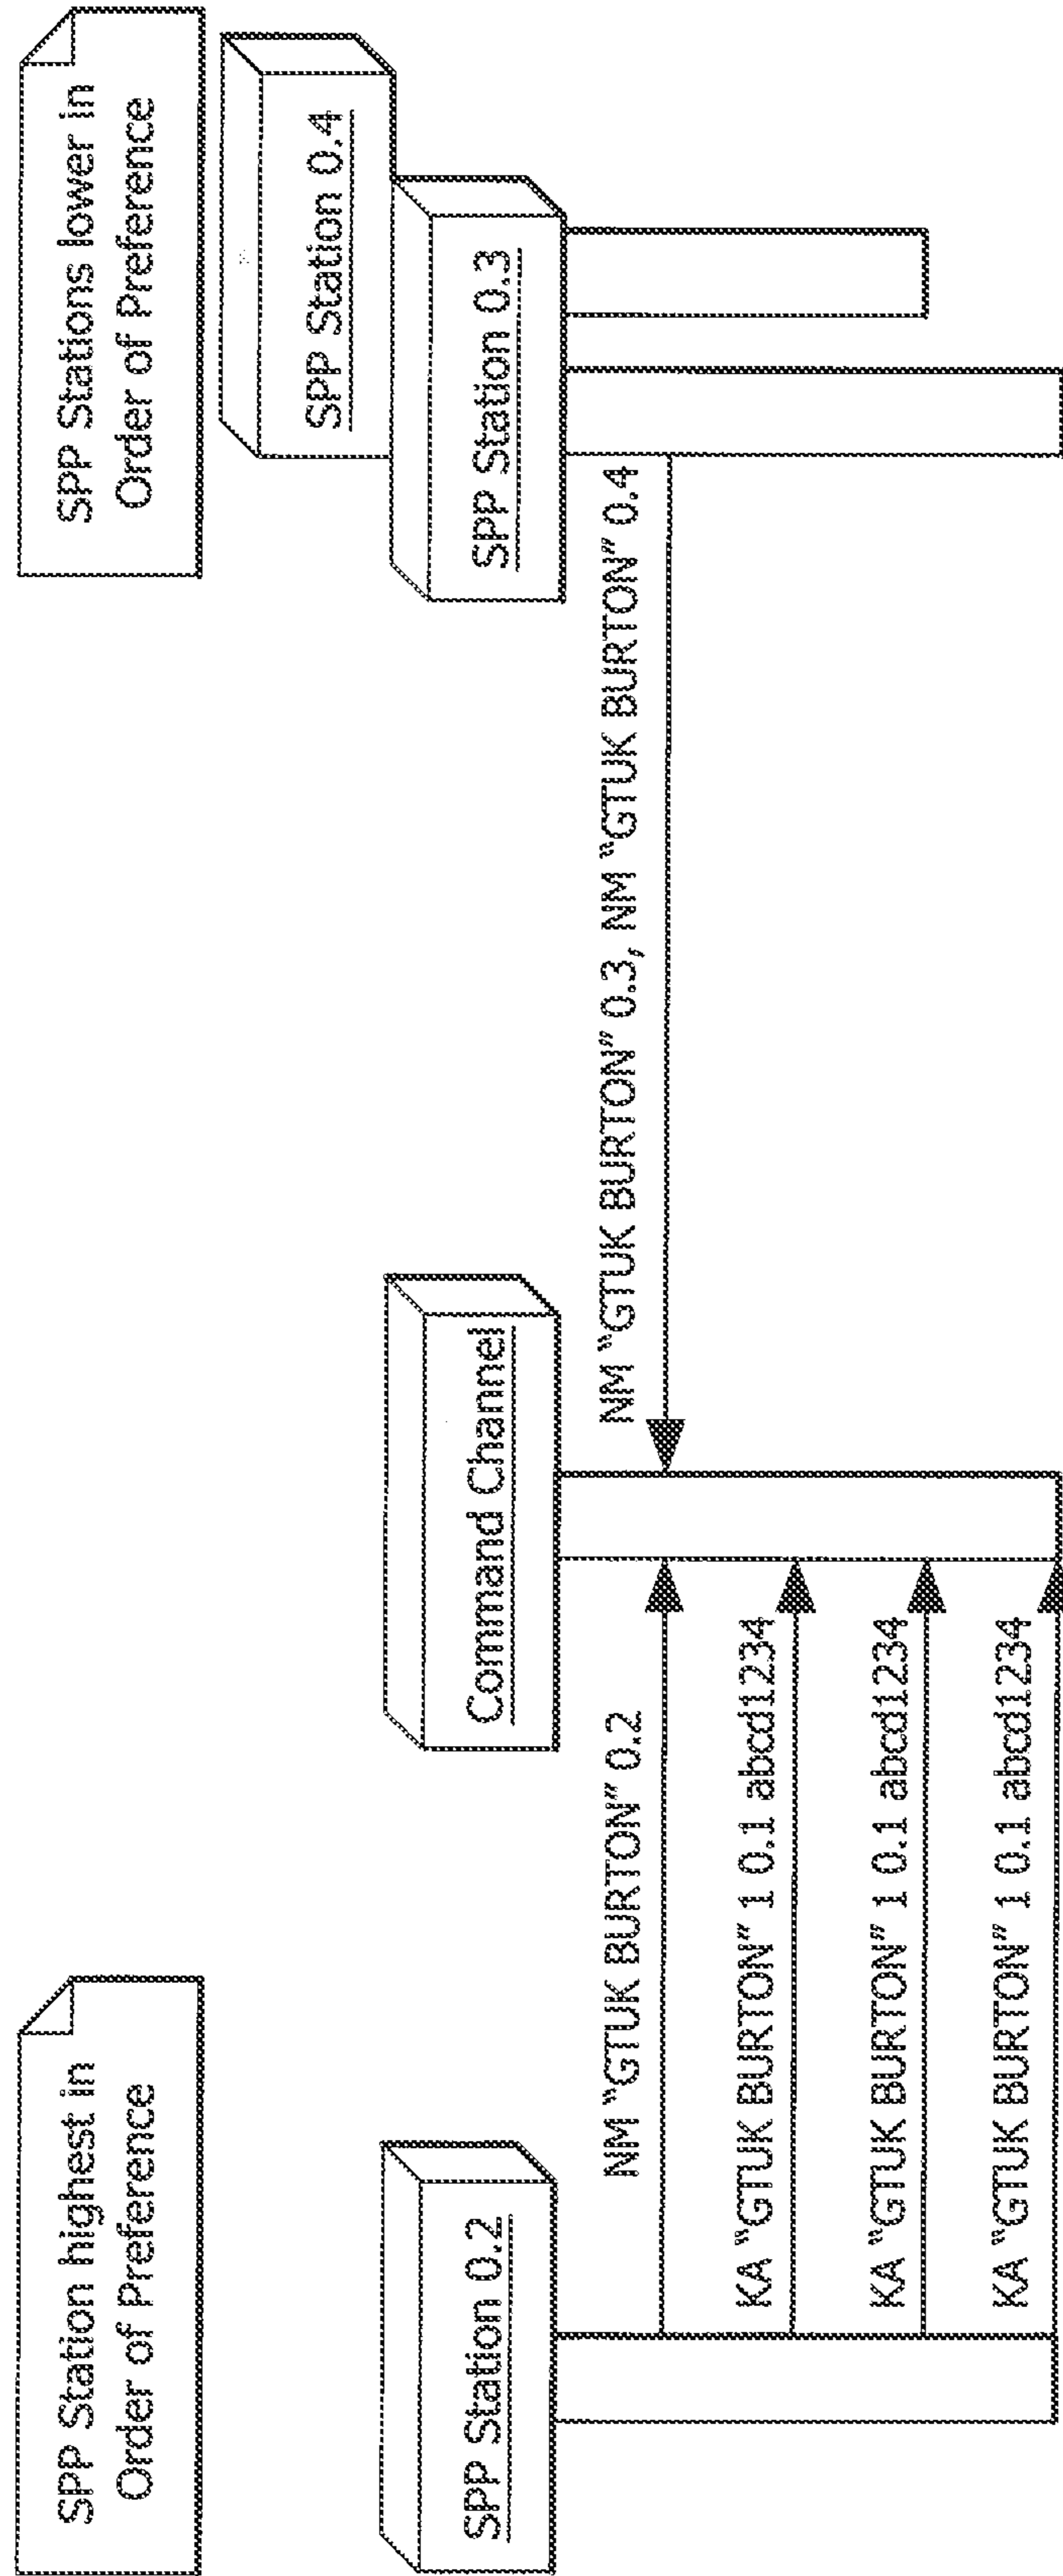 SPP Station highest in
Order of Preference
SPP Stations lower in
Order of Preference
SPP Station 0.4
SPP Station 0.2
Command Channel
SPP Station 0.3
NM "GTUK BURTON" 0.2
NM "GTUK BURTON" 0.3, NM "GTUK BURTON" 0.4
KA "GTUK BURTON" 1 0.1 abcd1234
KA "GTUK BURTON" 1 0.1 abcd1234
KA "GTUK BURTON" 1 0.1 abcd1234